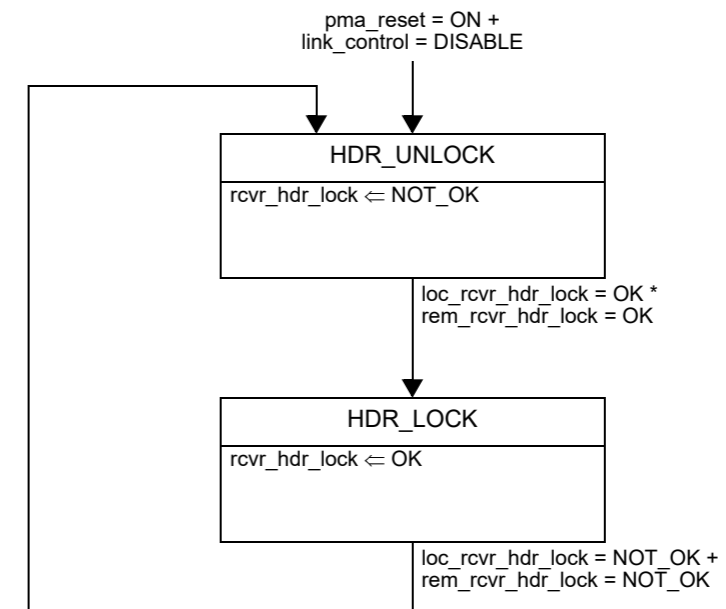 pma_reset = ON +
link_control = DISABLE
HDR_UNLOCK
rcvr_hdr_lock ⇐ NOT_OK
loc_rcvr_hdr_lock = OK *
rem_rcvr_hdr_lock = OK
HDR_LOCK
rcvr_hdr_lock ⇐ OK
loc_rcvr_hdr_lock = NOT_OK +
rem_rcvr_hdr_lock = NOT_OK